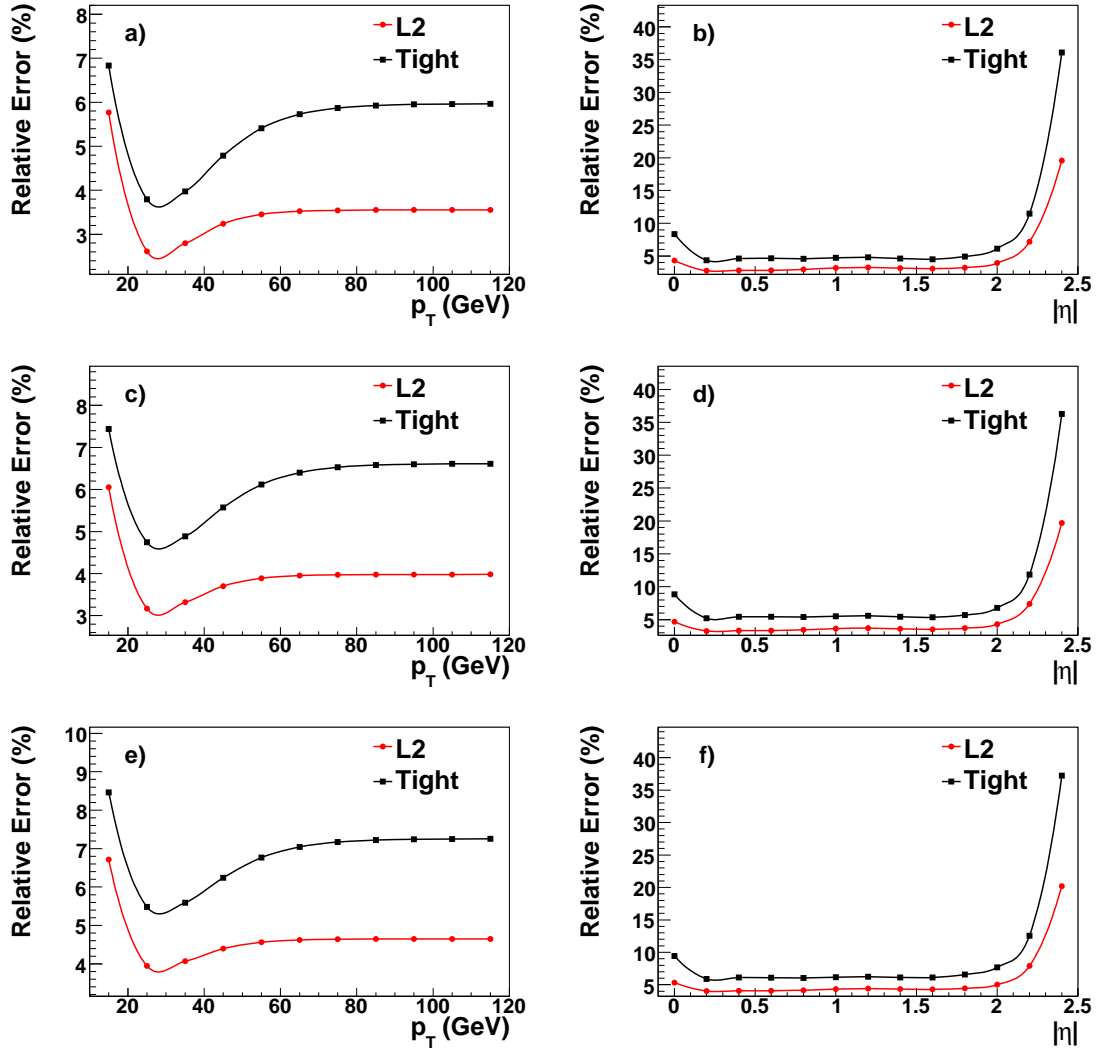 a)
L2
Tight
Relative Error (%)
8
7
6
5
4
3
20 40 60 80 100 120
p_T (GeV)
b)
L2
Tight
Relative Error (%)
40
35
30
25
20
15
10
5
0 0.5 1 1.5 2 2.5
|η|
c)
L2
Tight
Relative Error (%)
8
7
6
5
4
3
20 40 60 80 100 120
p_T (GeV)
d)
L2
Tight
Relative Error (%)
40
35
30
25
20
15
10
5
0 0.5 1 1.5 2 2.5
|η|
e)
L2
Tight
Relative Error (%)
10
9
8
7
6
5
4
20 40 60 80 100 120
p_T (GeV)
f)
L2
Tight
Relative Error (%)
40
35
30
25
20
15
10
5
0 0.5 1 1.5 2 2.5
|η|